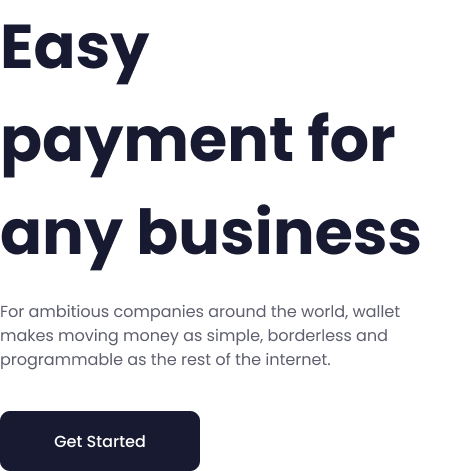 Easy
payment for
any business
For ambitious companies around the world, wallet
makes moving money as simple, borderless and
programmable as the rest of the internet.
Get Started